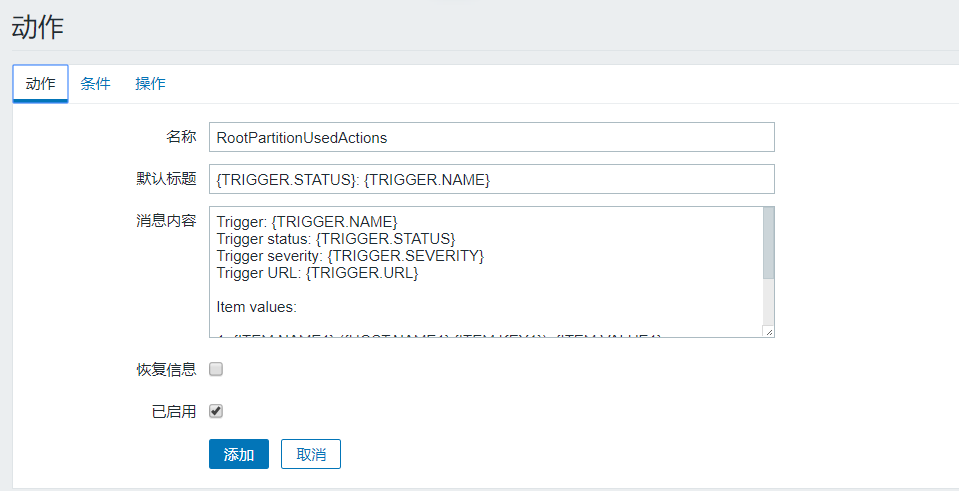 动作
动作 条件 操作
名称 RootPartitionUsedActions
默认标题 {TRIGGER.STATUS}: {TRIGGER.NAME}
消息内容 Trigger: {TRIGGER.NAME}
Trigger status: {TRIGGER.STATUS}
Trigger severity: {TRIGGER.SEVERITY}
Trigger URL: {TRIGGER.URL}
Item values:
恢复信息
已启用
添加 取消